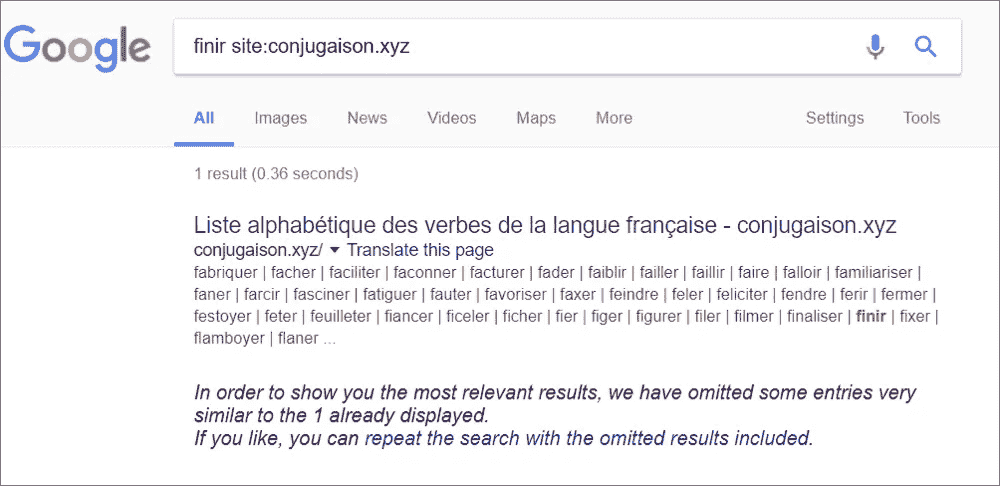 Google
finir site:conjugaison.xyz
All Images News Videos Maps More Settings Tools
1 result (0.36 seconds)
Liste alphabétique des verbes de la langue française - conjugaison.xyz
conjugaison.xyz/ ▼ Translate this page
fabriquer | facher | faciliter | faconner | facturer | fader | faiblir | failler | faillir | faire | falloir | familiariser |
faner | farcir | fasciner | fatiguer | fauter | favoriser | faxer | feindre | feler | feliciter | fendre | ferir | fermer |
festoyer | feter | feuilleter | fiancer | ficeler | ficher | fier | figer | figurer | filer | filmer | finaliser | finir | fixer |
flamboyer | flaner ...
In order to show you the most relevant results, we have omitted some entries very
similar to the 1 already displayed.
If you like, you can repeat the search with the omitted results included.